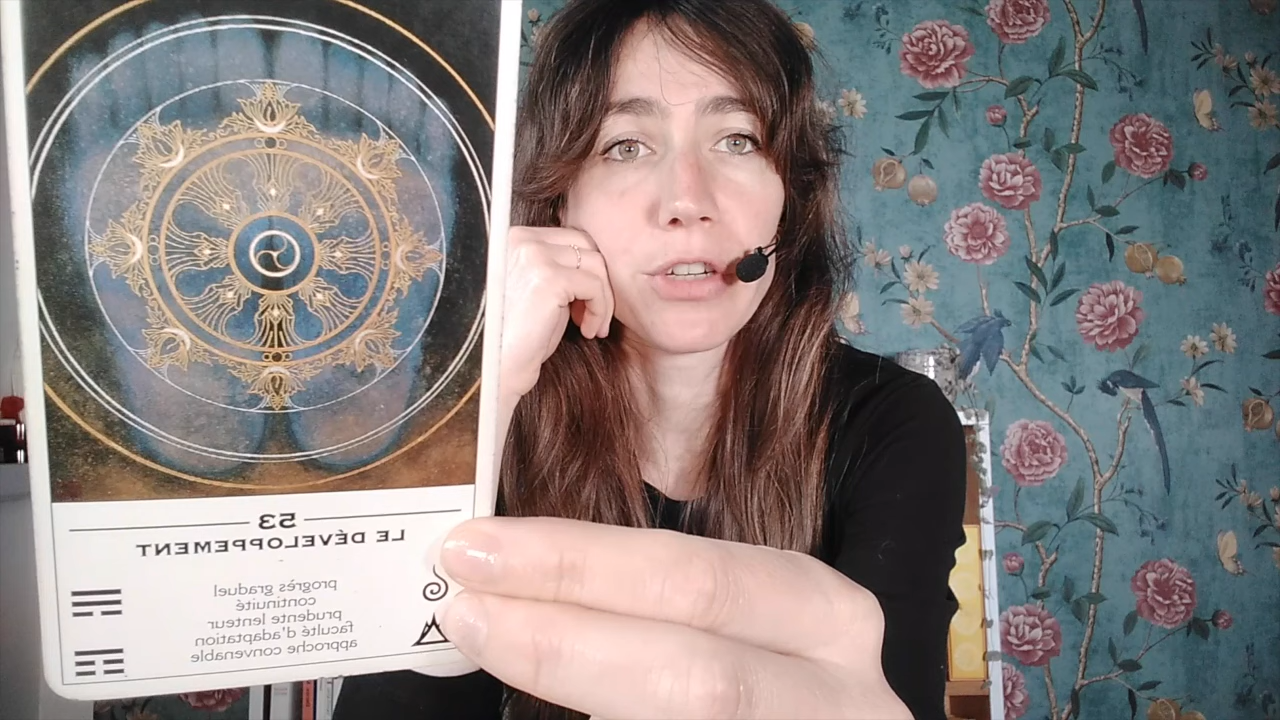 53
LE DÉVELOPPEMENT
progrès graduel
continuité
prudente lenteur
faculté d'adaptation
approche convenable